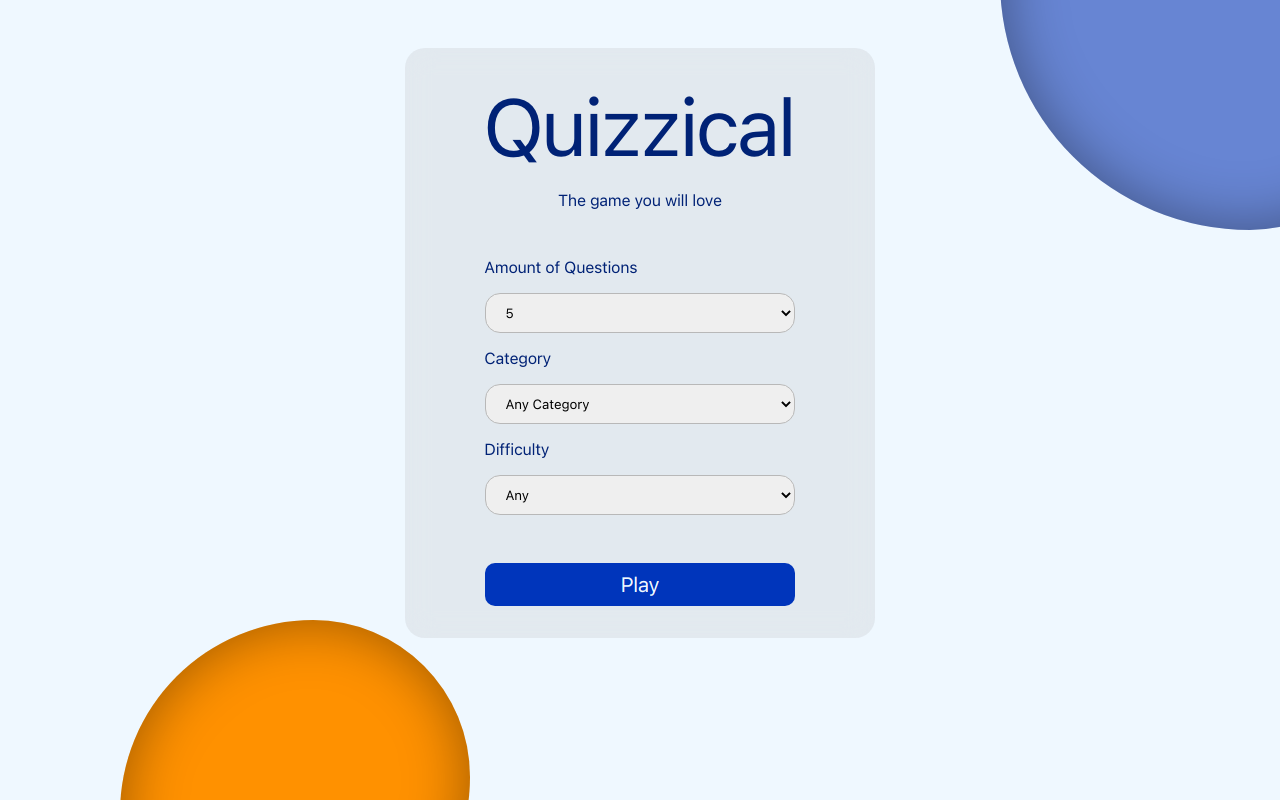 Quizzical
The game you will love
Amount of Questions
5
Category
Any Category
Difficulty
Any
Play